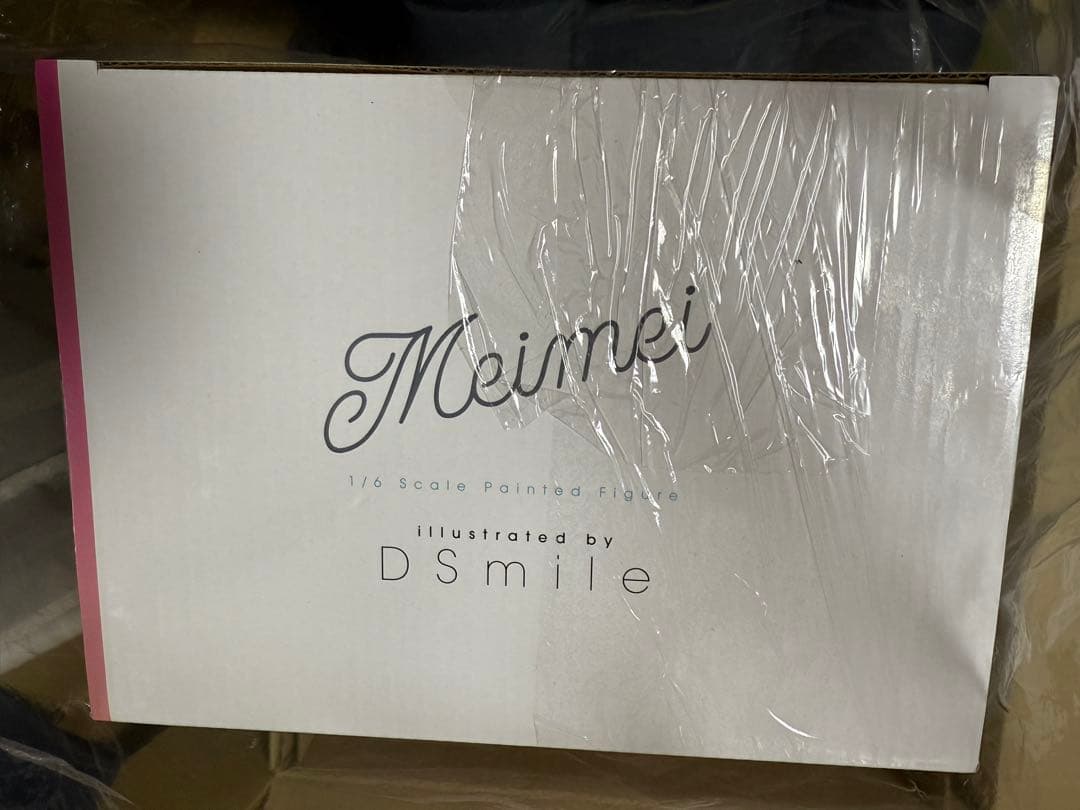 Meimei
1/6 Scale Painted Figure
illustrated by
DSmile